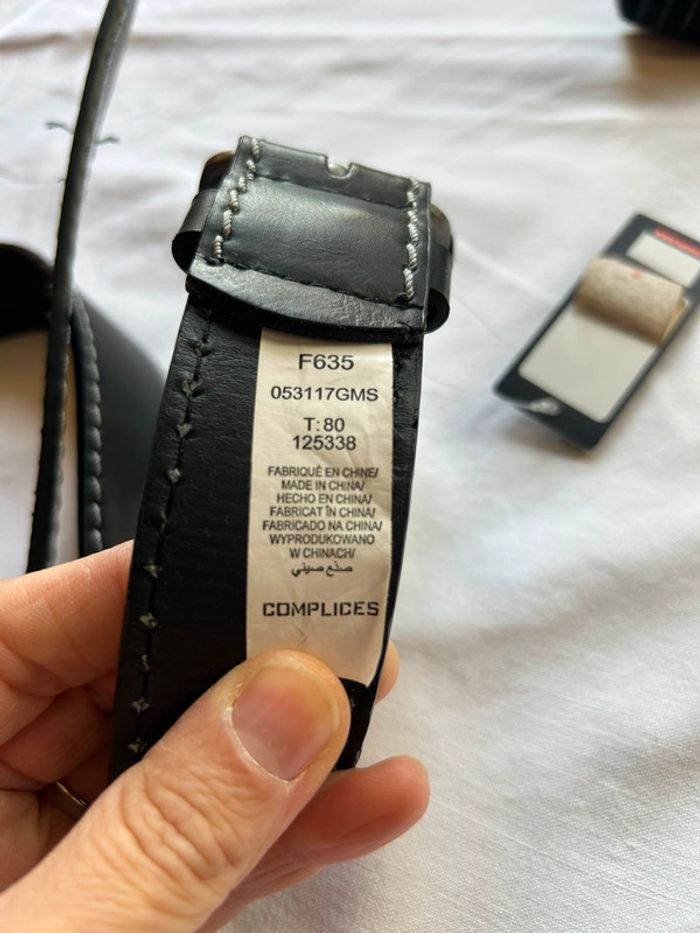 F635
053117GMS
T: 80
125338
FABRIQUÉ EN CHINE/
MADE IN CHINA/
HECHO EN CHINA/
FABRICAT ÎN CHINA/
FABRICADO NA CHINA/
WYPRODUKOWANO
W CHINACH/
صنع صيني
COMPLICES